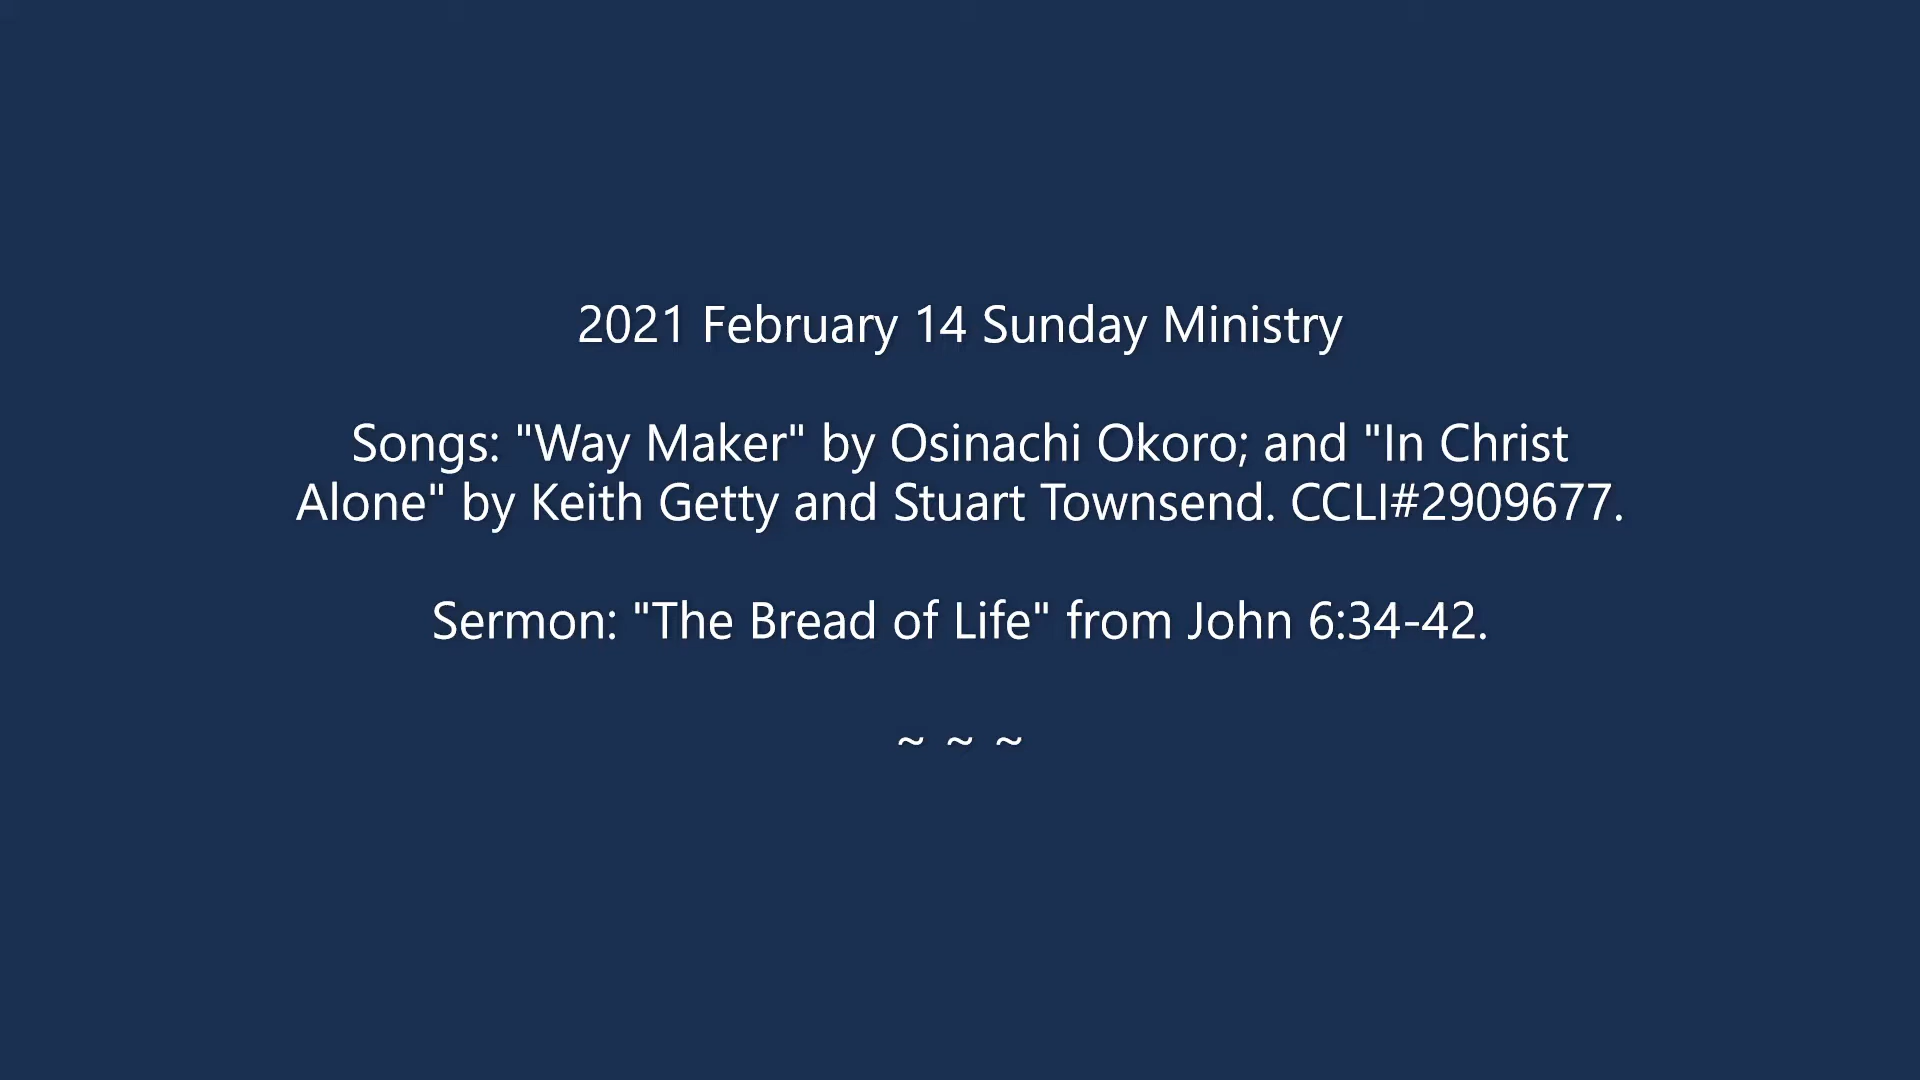 2021 February 14 Sunday Ministry
Songs: "Way Maker" by Osinachi Okoro; and "In Christ
Alone" by Keith Getty and Stuart Townsend. CCLI#2909677.
Sermon: "The Bread of Life" from John 6:34-42.
~ ~ ~